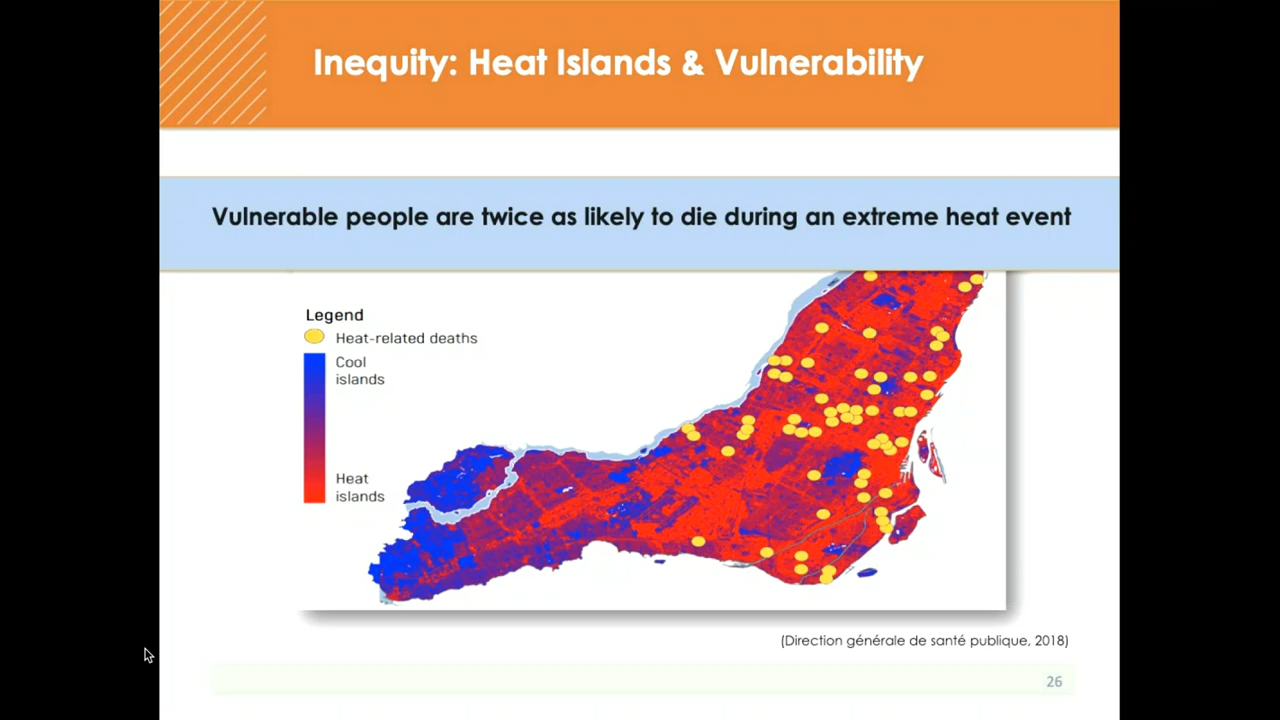 Inequity: Heat Islands & Vulnerability
Vulnerable people are twice as likely to die during an extreme heat event
Legend
Heat-related deaths
Cool
islands
Heat
islands
(Direction générale de santé publique, 2018)
26